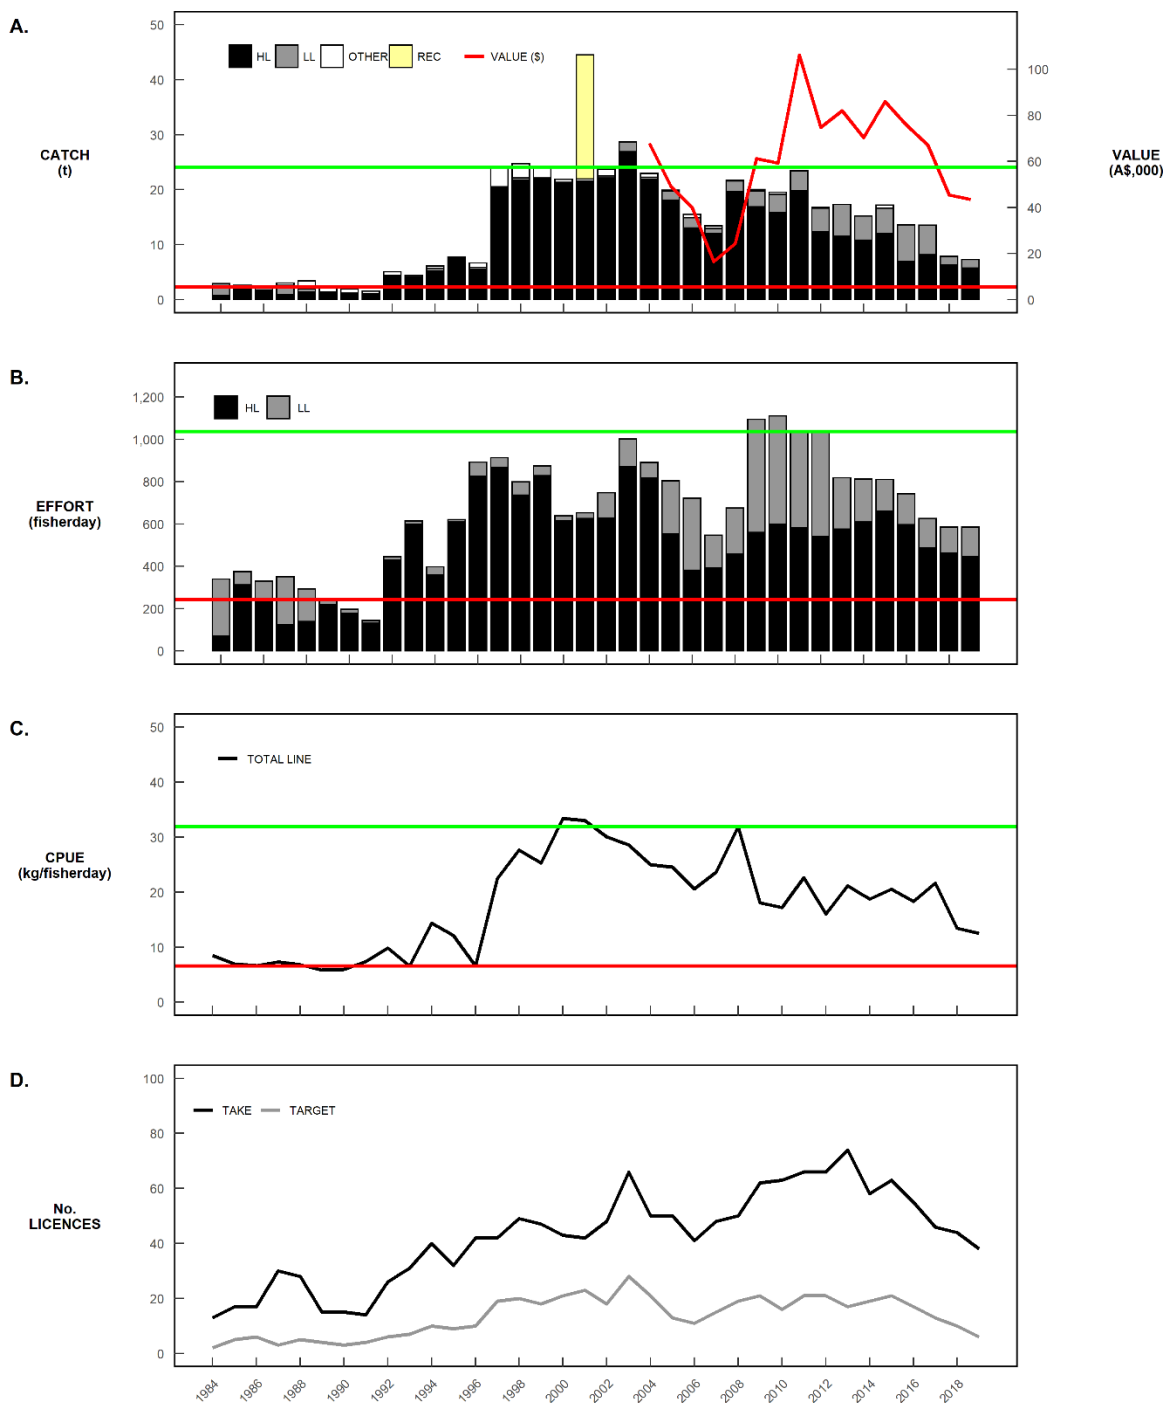 A.
50
40
30
20
10
0
HL LL OTHER REC VALUE ($)
CATCH
(t)
100
80
60
40
20
0
VALUE
(A$,000)
B.
1,200
1,000
800
600
400
200
0
HL LL
EFFORT
(fisherday)
C.
50
40
30
20
10
0
TOTAL LINE
CPUE
(kg/fisherday)
D.
100
80
60
40
20
0
TAKE TARGET
No.
LICENCES
1984 1986 1988 1990 1992 1994 1996 1998 2000 2002 2004 2006 2008 2010 2012 2014 2016 2018